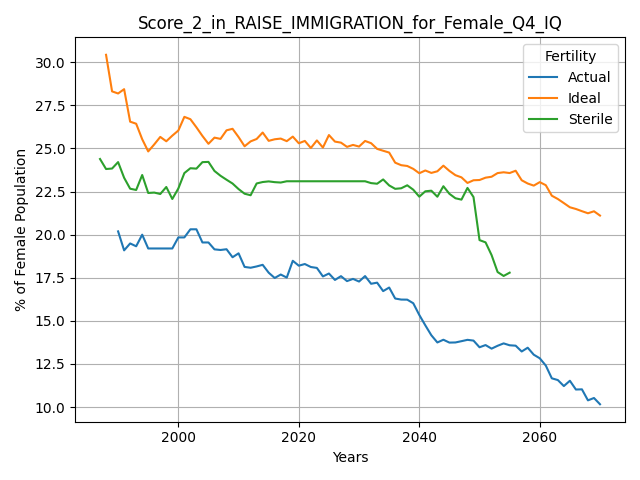 Score_2_in_RAISE_IMMIGRATION_for_Female_Q4_IQ
Fertility
Actual
Ideal
Sterile
% of Female Population
30.0
27.5
25.0
22.5
20.0
17.5
15.0
12.5
10.0
2000
2020
2040
2060
Years